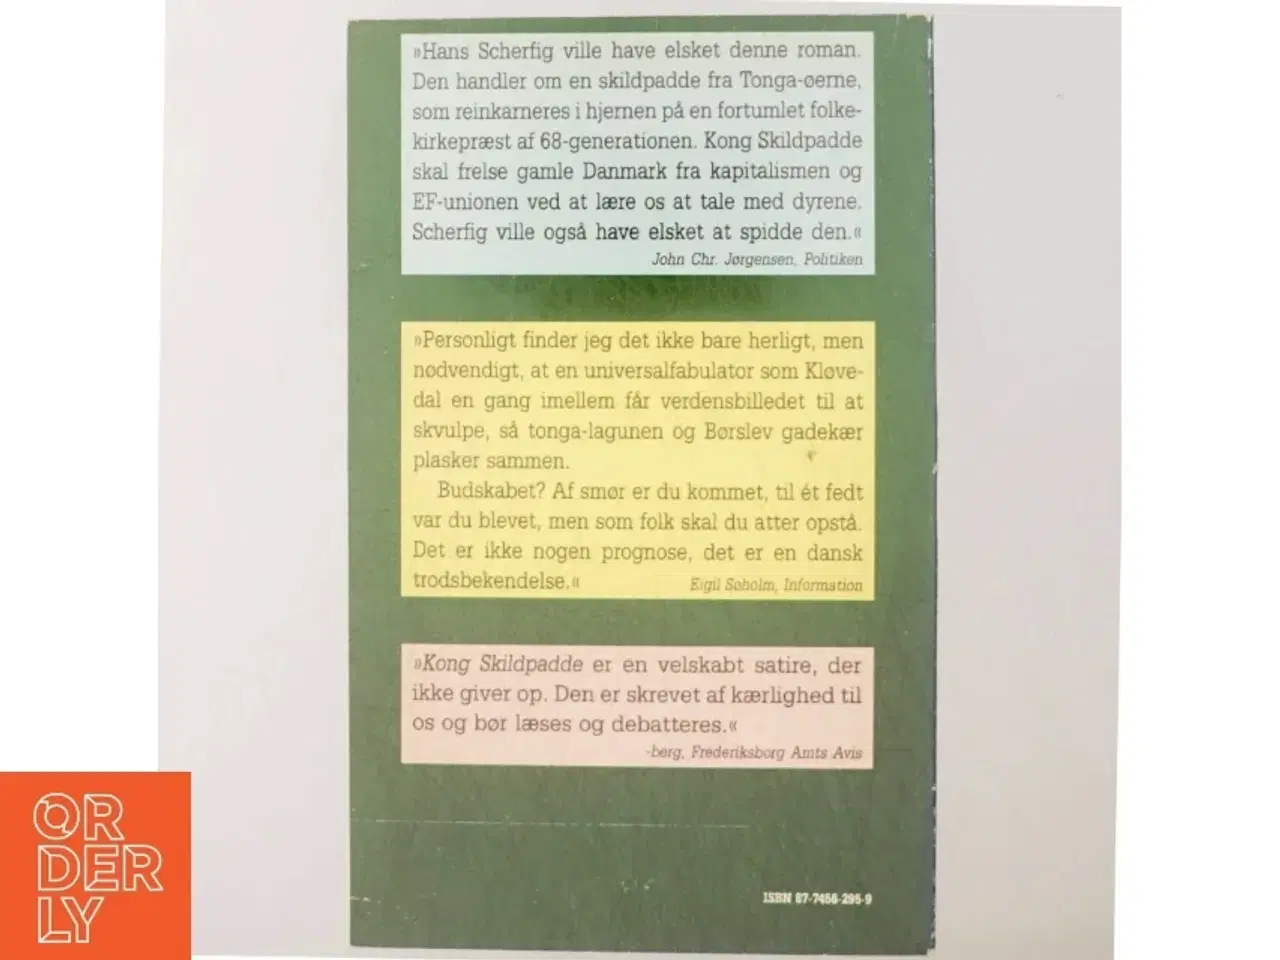 »Hans Scherfig ville have elsket denne roman.
Den handler om en skildpadde fra Tonga-øerne,
som reinkarneres i hjernen på en fortumlet folke-
kirkepræst af 68-generationen. Kong Skildpadde
skal frelse gamle Danmark fra kapitalismen og
EF-unionen ved at lære os at tale med dyrene.
Scherfig ville også have elsket at spidde den.«
John Chr. Jørgensen, Politiken
»Personligt finder jeg det ikke bare herligt, men
nødvendigt, at en universalfabulator som Kløve-
dal en gang imellem får verdensbilledet til at
skvulpe, så tonga-lagunen og Børslev gadekær
plasker sammen.
Budskabet? Af smør er du kommet, til ét fedt
var du blevet, men som folk skal du atter opstå.
Det er ikke nogen prognose, det er en dansk
trodsbekendelse.«
Eigil Søholm, Information
»Kong Skildpadde er en velskabt satire, der
ikke giver op. Den er skrevet af kærlighed til
os og bør læses og debatteres.«
-berg, Frederiksborg Amts Avis
ISBN 87-7456-295-9
OR
DER
LY